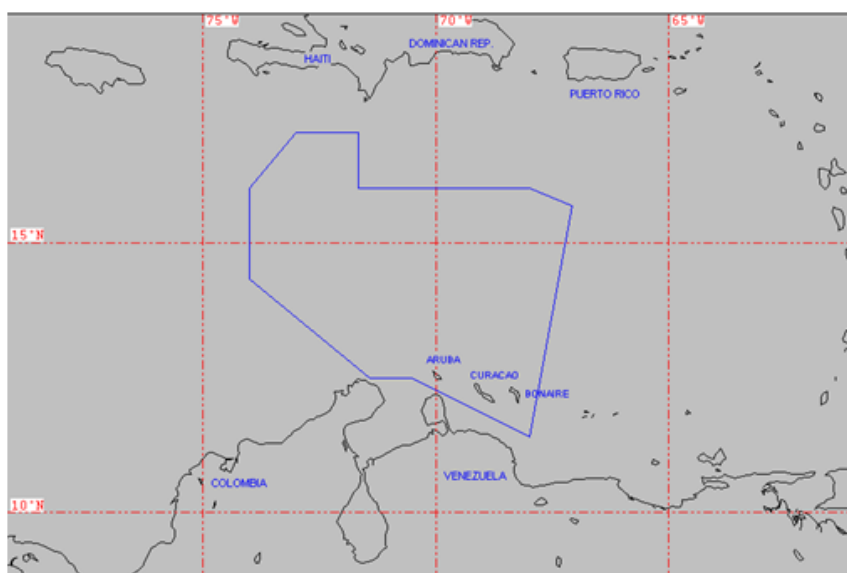 75°W
70°W
65°W
DOMINICAN REP.
HAITI
PUERTO RICO
15°N
ARUBA
CURACAO
BONAIRE
VENEZUELA
COLOMBIA
10°N